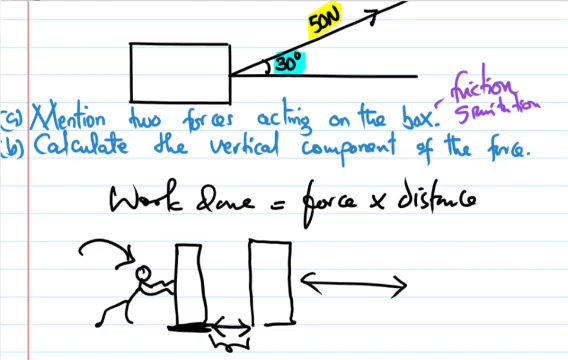 50N
30°
(a) Mention two forces acting on the box. friction
(b) Calculate the vertical component of the force.
Work done = force x distance